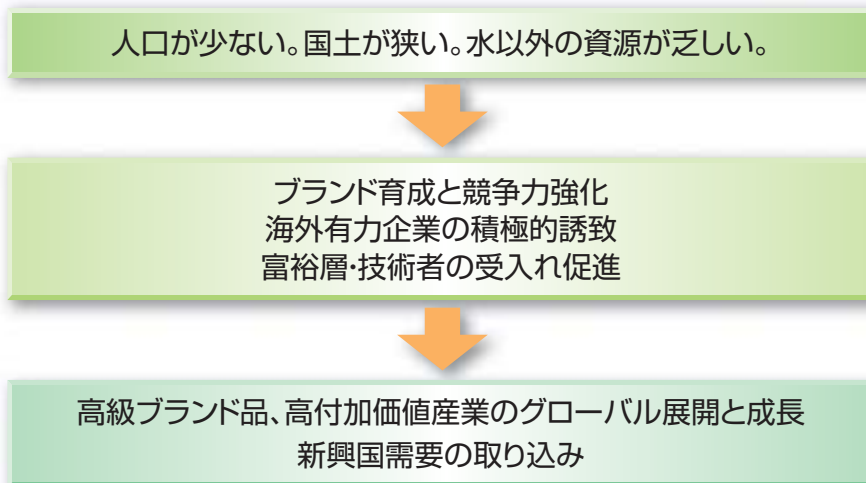 人口が少ない。国土が狭い。水以外の資源が乏しい。
ブランド育成と競争力強化
海外有力企業の積極的誘致
富裕層・技術者の受入れ促進
高級ブランド品、高付加価値産業のグローバル展開と成長
新興国需要の取り込み